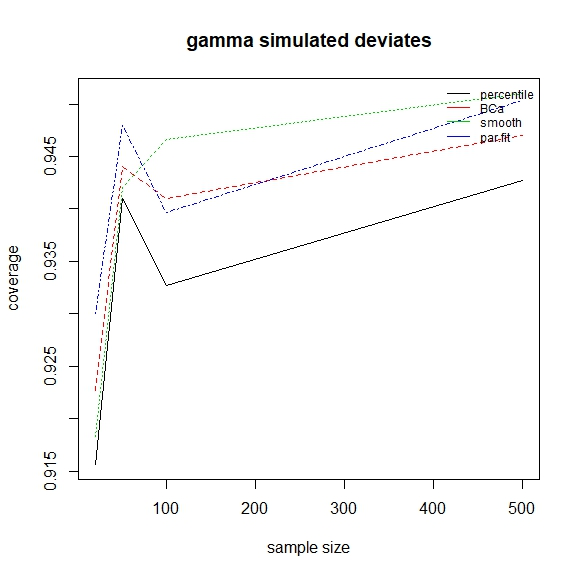 gamma simulated deviates
percentile
BCa
smooth
par.fit
coverage
0.945
0.935
0.925
0.915
100 200 300 400 500
sample size